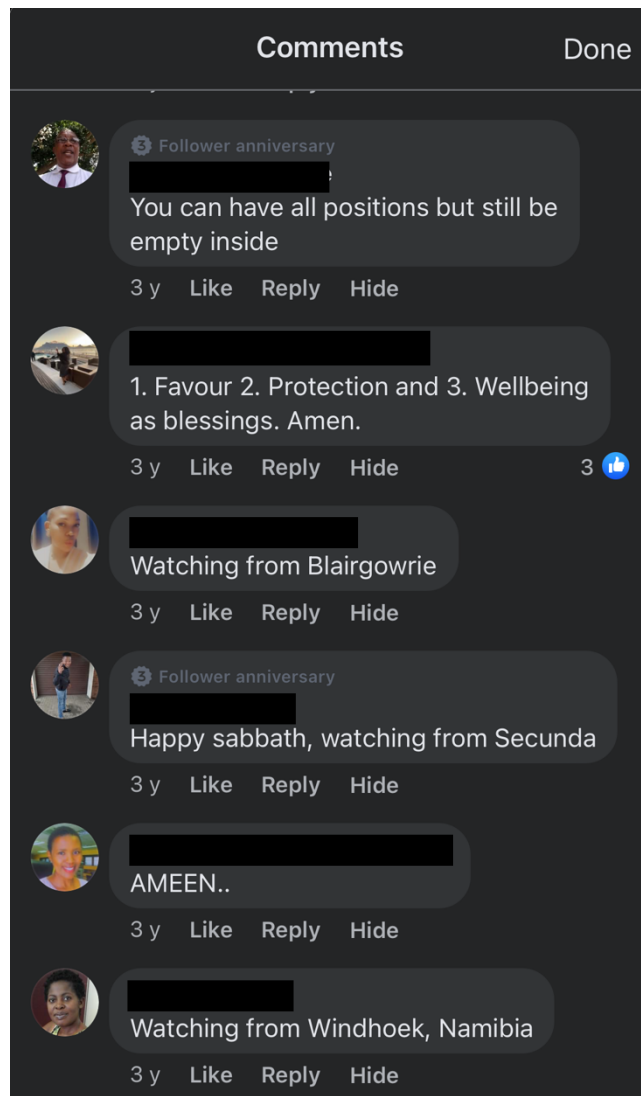 Comments
Done
Follower anniversary
You can have all positions but still be
empty inside
3 y Like Reply Hide
1. Favour 2. Protection and 3. Wellbeing
as blessings. Amen.
3 y Like Reply Hide
3
Watching from Blairgowrie
3 y Like Reply Hide
Follower anniversary
Happy sabbath, watching from Secunda
3 y Like Reply Hide
AMEEN..
3 y Like Reply Hide
Watching from Windhoek, Namibia
3 y Like Reply Hide